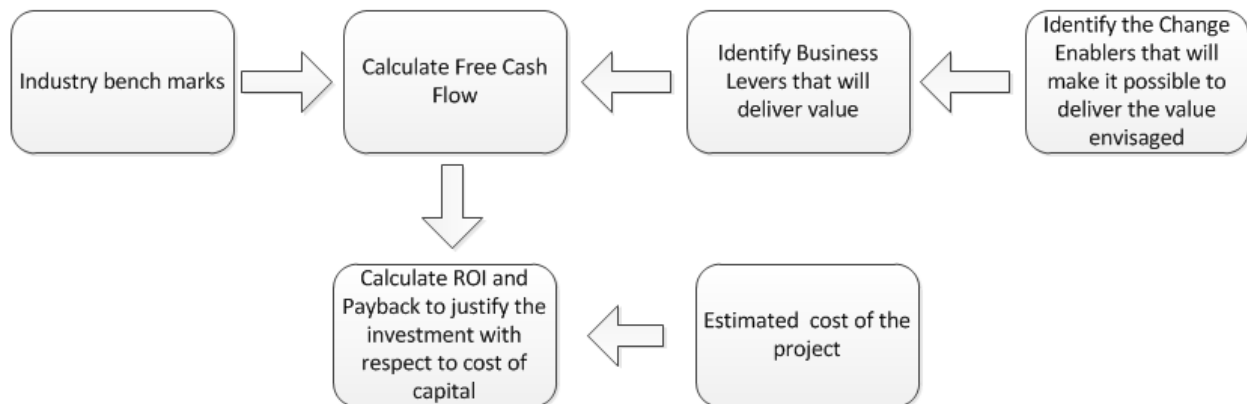 Industry bench marks
Calculate Free Cash
Flow
Identify Business
Levers that will
deliver value
Identify the Change
Enablers that will
make it possible to
deliver the value
envisaged
Calculate ROI and
Payback to justify the
investment with
respect to cost of
capital
Estimated cost of the
project